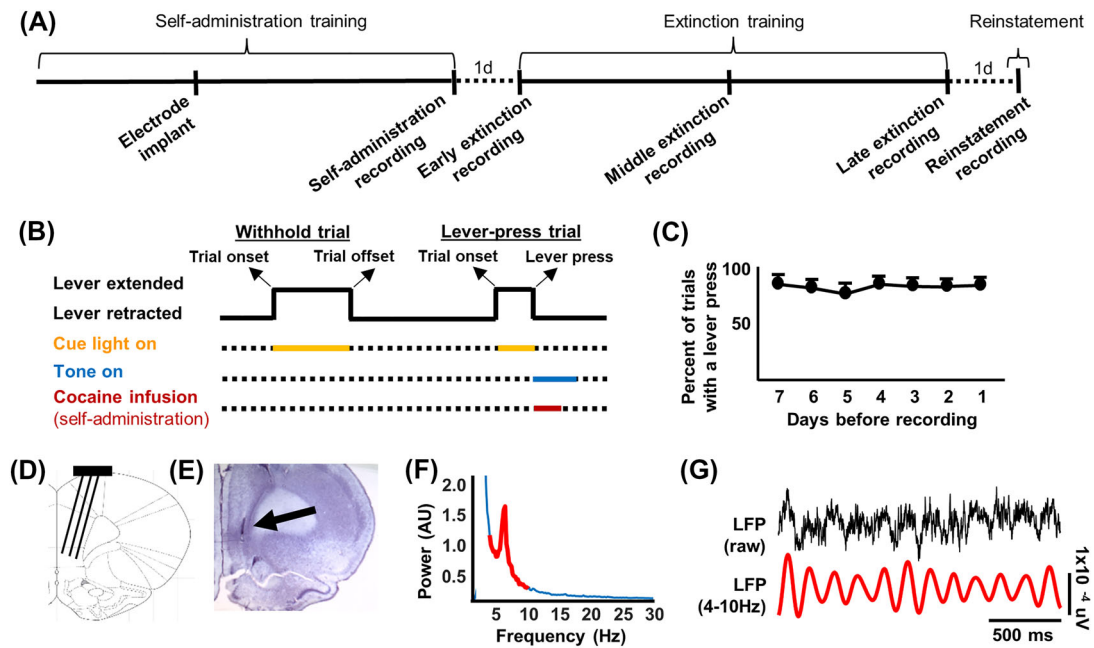 (A)
Self-administration training
Extinction training
Reinstatement
1d
1d
Electrode
implant
Self-administration
recording
Early extinction
recording
Middle extinction
recording
Late extinction
recording
Reinstatement
recording
(B)
Withhold trial
Lever-press trial
Trial onset
Trial offset
Trial onset
Lever press
Lever extended
Lever retracted
Cue light on
Tone on
Cocaine infusion
(self-administration)
(C)
Percent of trials
with a lever press
100
50
7 6 5 4 3 2 1
Days before recording
(D)
(E)
(F)
Power (AU)
2.0
1.5
1.0
0.5
5 10 15 20 25 30
Frequency (Hz)
(G)
LFP
(raw)
LFP
(4-10Hz)
1x10 -4 uV
500 ms